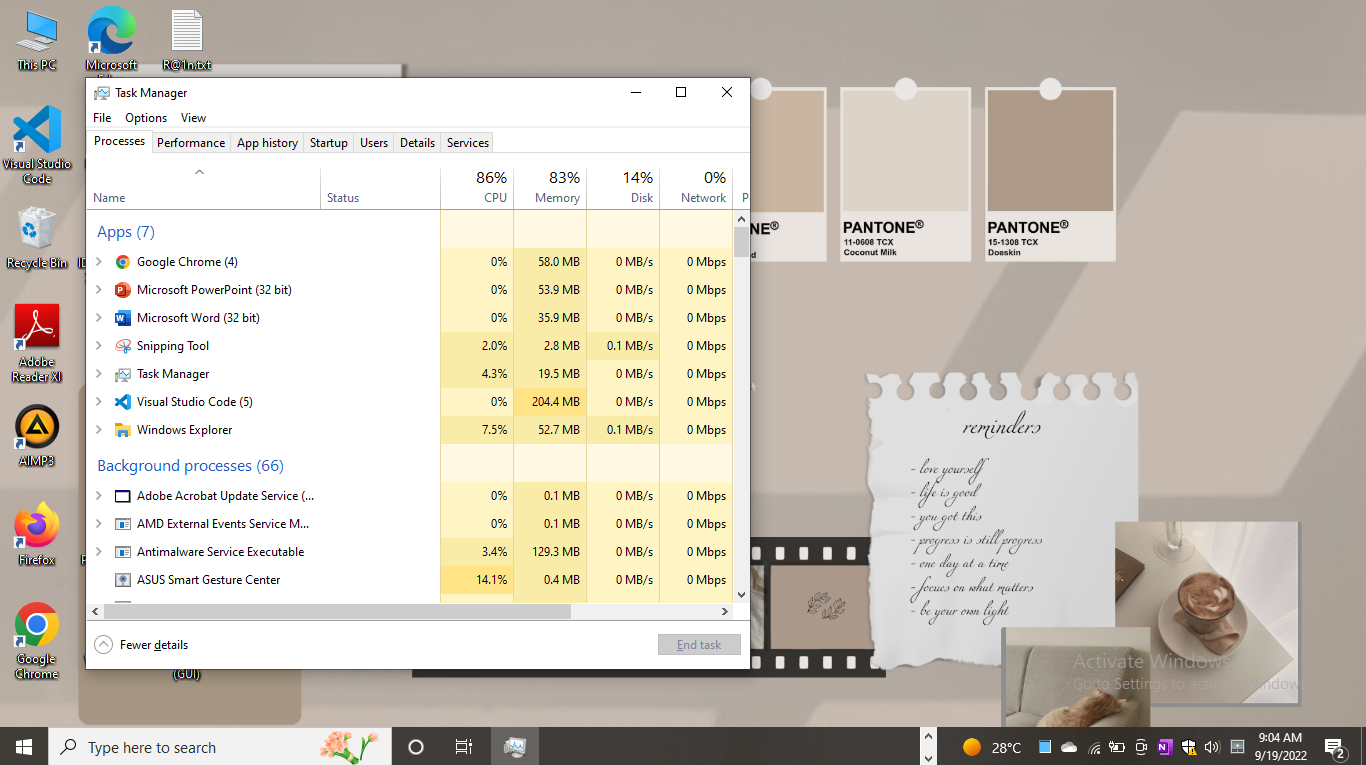 This PC
Microsoft
R@1n.txt
Visual Studio
Code
Recycle Bin
Adobe
Reader XI
AIMP3
Firefox
Google
Chrome
(GUI)
Task Manager
File Options View
Processes Performance App history Startup Users Details Services
86% 83% 14% 0%
Name Status CPU Memory Disk Network P
Apps (7)
Google Chrome (4) 0% 58.0 MB 0 MB/s 0 Mbps
Microsoft PowerPoint (32 bit) 0% 53.9 MB 0 MB/s 0 Mbps
Microsoft Word (32 bit) 0% 35.9 MB 0 MB/s 0 Mbps
Snipping Tool 2.0% 2.8 MB 0.1 MB/s 0 Mbps
Task Manager 4.3% 19.5 MB 0 MB/s 0 Mbps
Visual Studio Code (5) 0% 204.4 MB 0 MB/s 0 Mbps
Windows Explorer 7.5% 52.7 MB 0.1 MB/s 0 Mbps
Background processes (66)
Adobe Acrobat Update Service (... 0% 0.1 MB 0 MB/s 0 Mbps
AMD External Events Service M... 0% 0.1 MB 0 MB/s 0 Mbps
Antimalware Service Executable 3.4% 129.3 MB 0 MB/s 0 Mbps
ASUS Smart Gesture Center 14.1% 0.4 MB 0 MB/s 0 Mbps
Fewer details
End task
NE®
d
PANTONE®
11-0608 TCX
Coconut Milk
PANTONE®
15-1308 TCX
Doeskin
reminders
- love yourself
- life is good
- you got this
- progress is still progress
- one day at a time
- focus on what matters
- be your own light
Activate Windows
Go to Settings to activate Windows
Type here to search
28°C
9:04 AM
9/19/2022
2